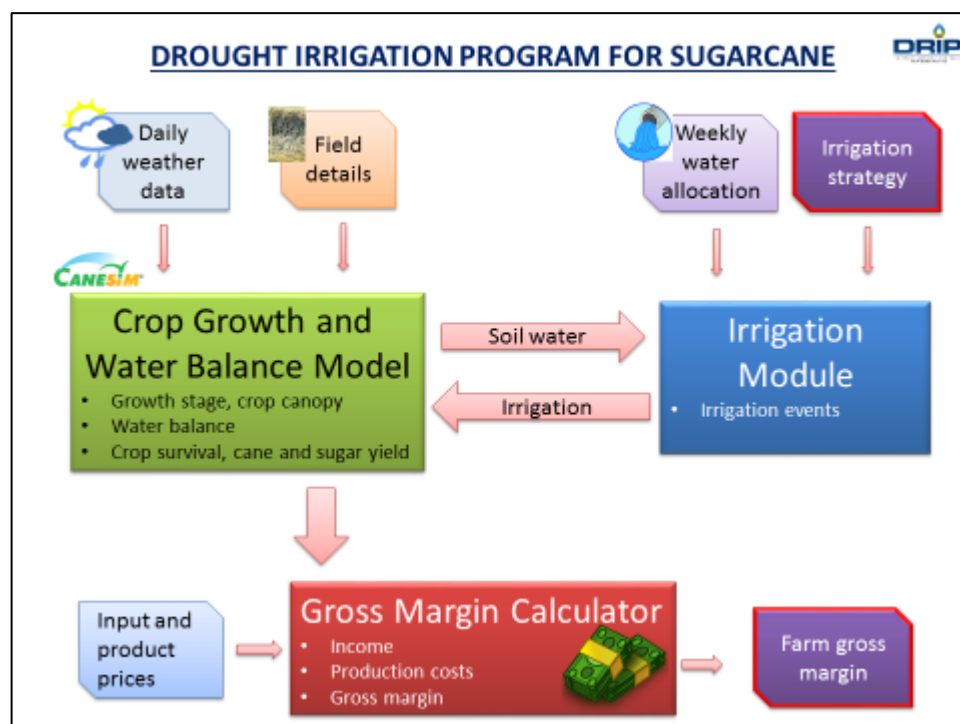 DROUGHT IRRIGATION PROGRAM FOR SUGARCANE
DRIP
Daily
weather
data
Field
details
Weekly
water
allocation
Irrigation
strategy
CANESIM
Crop Growth and
Water Balance Model
• Growth stage, crop canopy
• Water balance
• Crop survival, cane and sugar yield
Soil water
Irrigation
Irrigation
Module
• Irrigation events
Input and
product
prices
Gross Margin Calculator
• Income
• Production costs
• Gross margin
Farm gross
margin